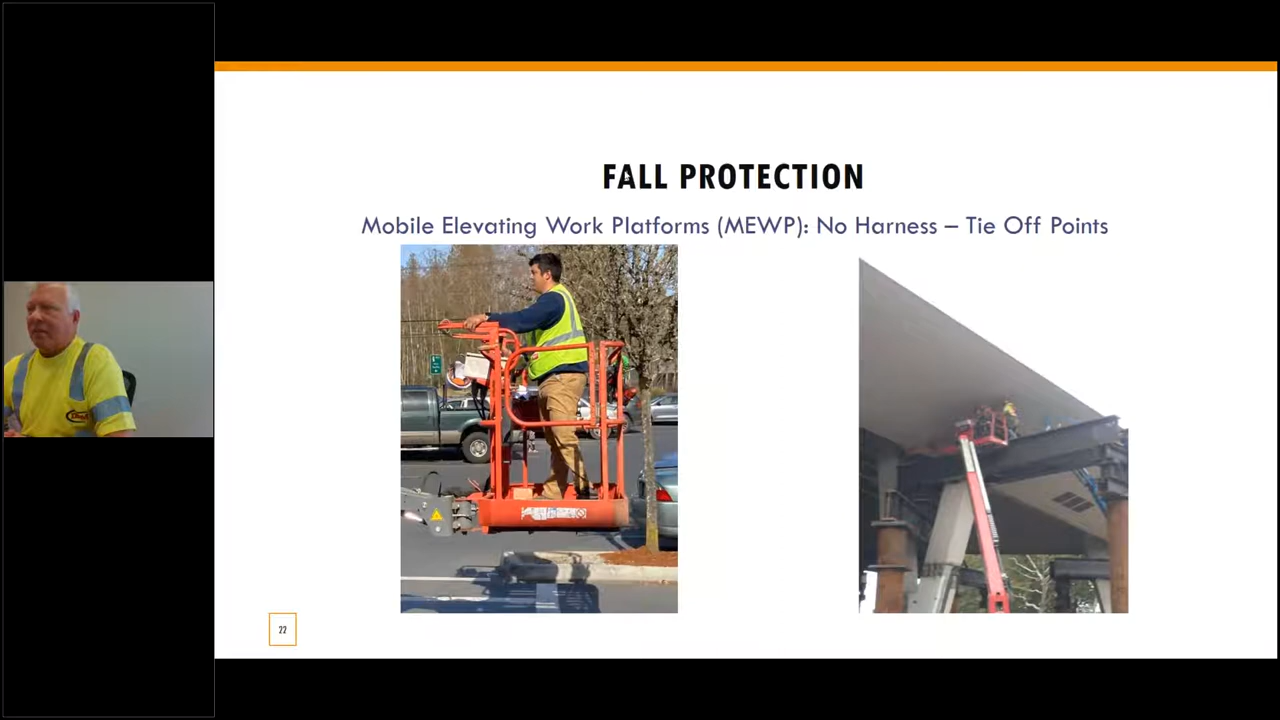 FALL PROTECTION
Mobile Elevating Work Platforms (MEWP): No Harness – Tie Off Points
22